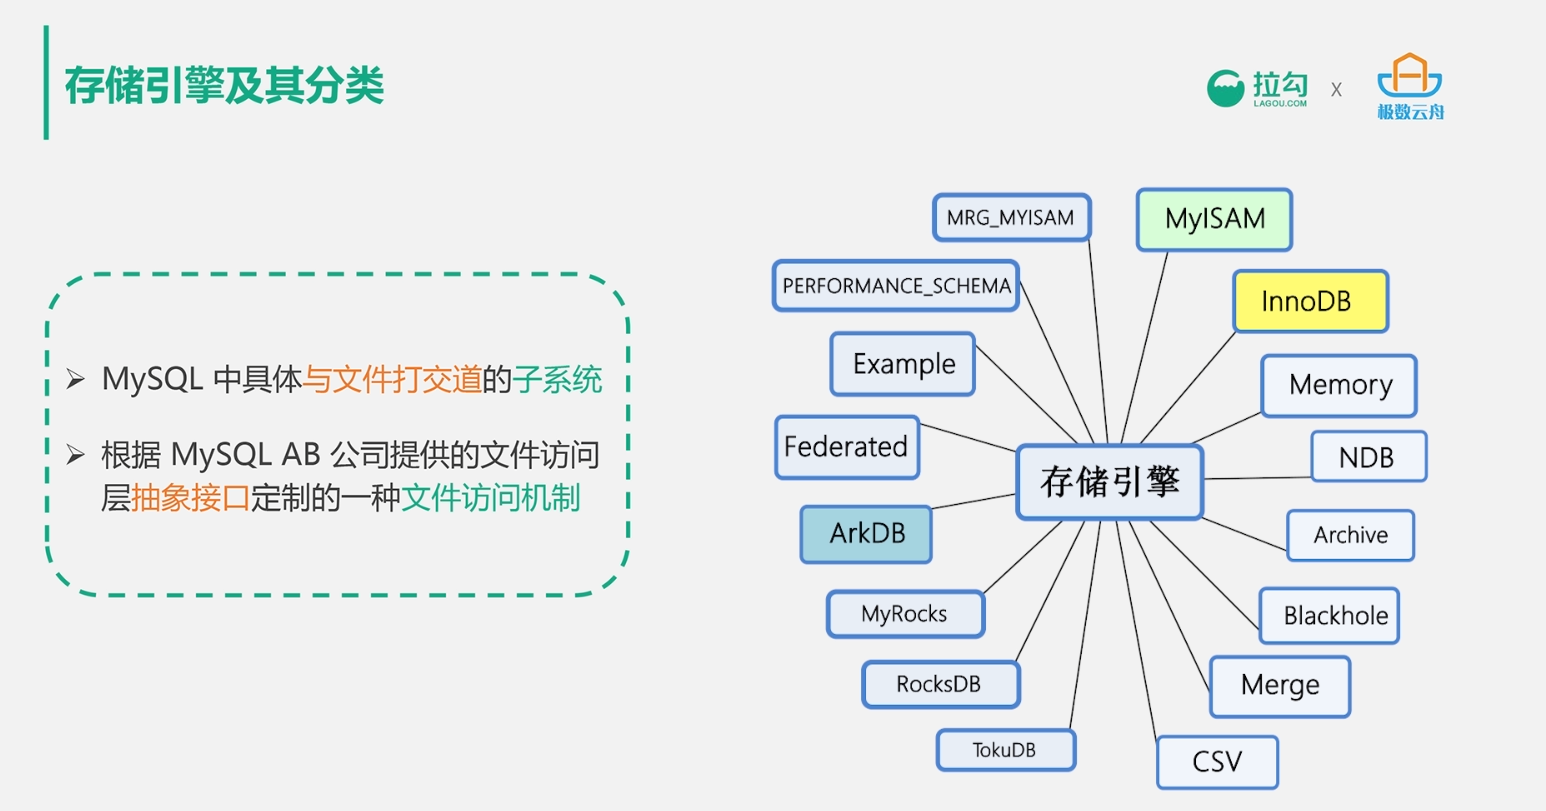 存储引擎及其分类
拉勾
LAGOU.COM
X
极数云舟
MySQL 中具体与文件打交道的子系统
根据 MySQL AB 公司提供的文件访问
层抽象接口定制的一种文件访问机制
MRG_MYISAM
MyISAM
PERFORMANCE_SCHEMA
InnoDB
Example
Memory
Federated
NDB
存储引擎
ArkDB
Archive
MyRocks
Blackhole
RocksDB
Merge
TokuDB
CSV